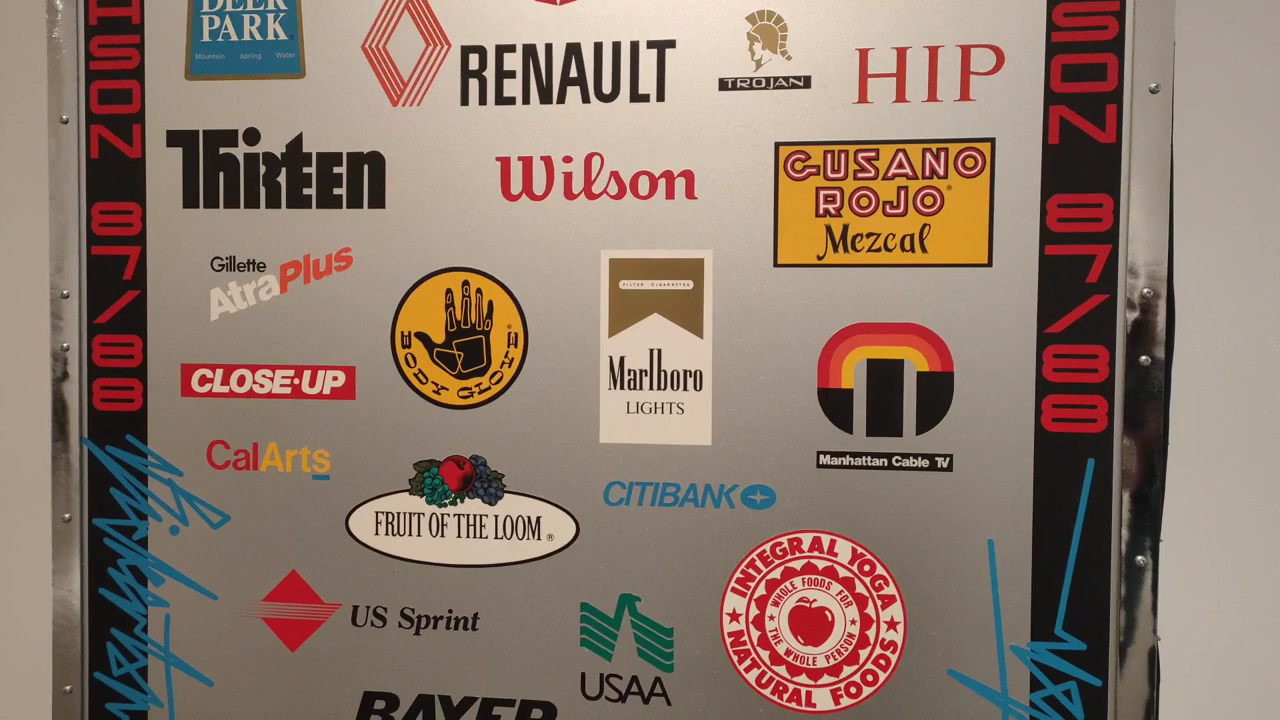 DEER
PARK
Mountain spring Water
RENAULT
TROJAN
HIP
Thirteen
Wilson
GUSANO
ROJO®
Mezcal
Gillette
AtraPlus
BODY GLOVE®
FILTER CIGARETTES
Marlboro
LIGHTS
CLOSE·UP
Manhattan Cable TV
CalArts
FRUIT OF THE LOOM®
CITIBANK
INTEGRAL YOGA
WHOLE FOODS FOR
THE WHOLE PERSON
NATURAL FOODS
US Sprint
USAA
BAYER
SON 87/88
SON 87/88